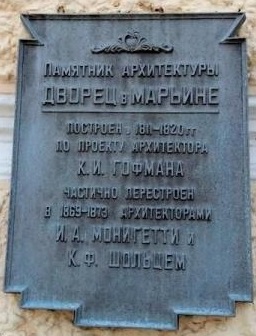 Памятник архитектуры
Дворец в Марьине
построен в 1811-1820 гг
по проекту архитектора
К.И. Гофмана
частично перестроен
в 1869-1873 архитекторами
И.А. Монигетти и
К.Ф. Шольцем